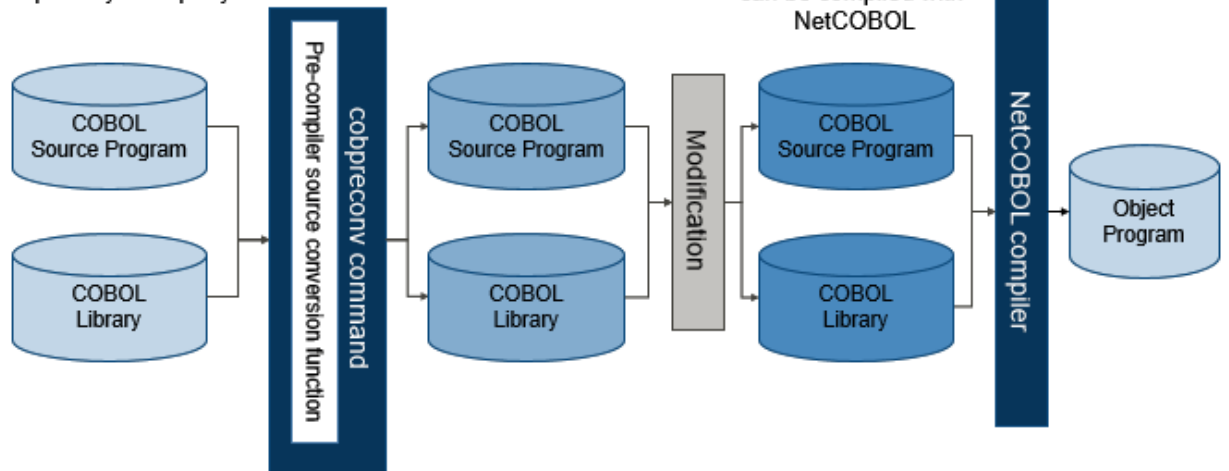 NetCOBOL
COBOL
Source Program
COBOL
Library
Pre-compiler source conversion function
cobpreconv command
COBOL
Source Program
COBOL
Library
Modification
COBOL
Source Program
COBOL
Library
NetCOBOL compiler
Object
Program